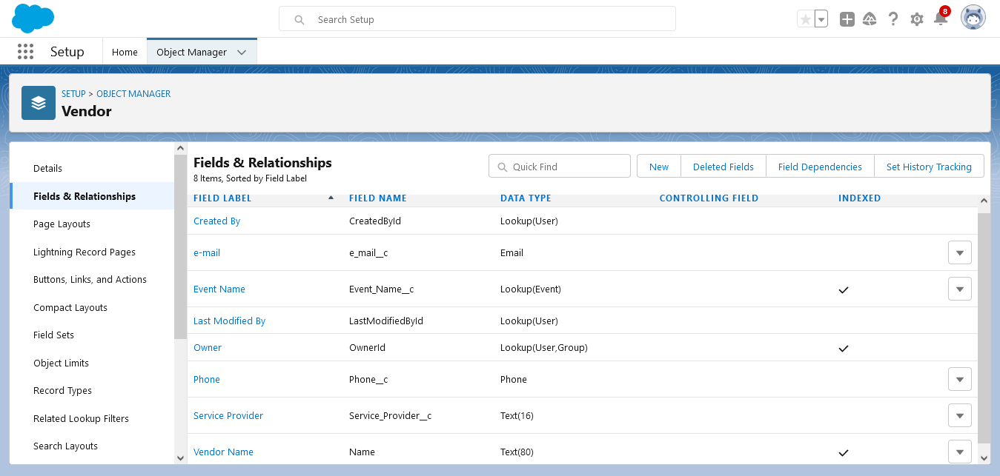 Search Setup
8
Setup
Home
Object Manager
SETUP > OBJECT MANAGER
Vendor
Details
Fields & Relationships
Page Layouts
Lightning Record Pages
Buttons, Links, and Actions
Compact Layouts
Field Sets
Object Limits
Record Types
Related Lookup Filters
Search Layouts
Fields & Relationships
8 Items, Sorted by Field Label
Quick Find
New
Deleted Fields
Field Dependencies
Set History Tracking
FIELD LABEL FIELD NAME DATA TYPE CONTROLLING FIELD INDEXED
Created By CreatedById Lookup(User)
e-mail e_mail__c Email
Event Name Event_Name__c Lookup(Event)
Last Modified By LastModifiedById Lookup(User)
Owner OwnerId Lookup(User,Group)
Phone Phone__c Phone
Service Provider Service_Provider__c Text(16)
Vendor Name Name Text(80)